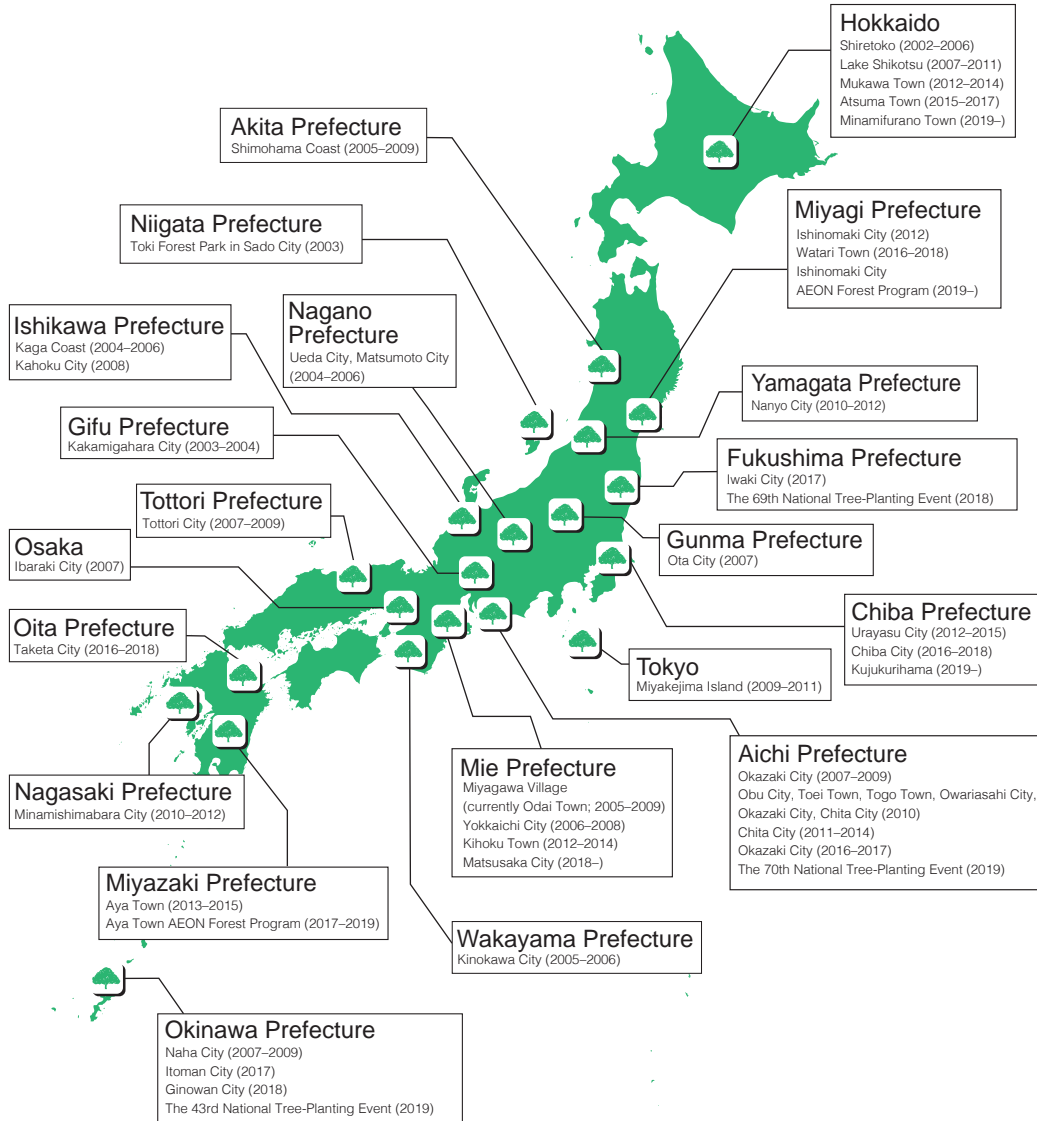 Hokkaido
Shiretoko (2002–2006)
Lake Shikotsu (2007–2011)
Mukawa Town (2012–2014)
Atsuma Town (2015–2017)
Minamifurano Town (2019–)
Akita Prefecture
Shimohama Coast (2005–2009)
Miyagi Prefecture
Ishinomaki City (2012)
Watari Town (2016–2018)
Ishinomaki City
AEON Forest Program (2019–)
Niigata Prefecture
Toki Forest Park in Sado City (2003)
Nagano
Prefecture
Ueda City, Matsumoto City
(2004–2006)
Ishikawa Prefecture
Kaga Coast (2004–2006)
Kahoku City (2008)
Yamagata Prefecture
Nanyo City (2010–2012)
Gifu Prefecture
Kakamigahara City (2003–2004)
Fukushima Prefecture
Iwaki City (2017)
The 69th National Tree-Planting Event (2018)
Tottori Prefecture
Tottori City (2007–2009)
Gunma Prefecture
Ota City (2007)
Osaka
Ibaraki City (2007)
Chiba Prefecture
Urayasu City (2012–2015)
Chiba City (2016–2018)
Kujukurihama (2019–)
Oita Prefecture
Taketa City (2016–2018)
Tokyo
Miyakejima Island (2009–2011)
Aichi Prefecture
Okazaki City (2007–2009)
Obu City, Toei Town, Togo Town, Owariasahi City,
Okazaki City, Chita City (2010)
Chita City (2011–2014)
Okazaki City (2016–2017)
The 70th National Tree-Planting Event (2019)
Mie Prefecture
Miyagawa Village
(currently Odai Town; 2005–2009)
Yokkaichi City (2006–2008)
Kihoku Town (2012–2014)
Matsusaka City (2018–)
Nagasaki Prefecture
Minamishimabara City (2010–2012)
Miyazaki Prefecture
Aya Town (2013–2015)
Aya Town AEON Forest Program (2017–2019)
Wakayama Prefecture
Kinokawa City (2005–2006)
Okinawa Prefecture
Naha City (2007–2009)
Itoman City (2017)
Ginowan City (2018)
The 43rd National Tree-Planting Event (2019)